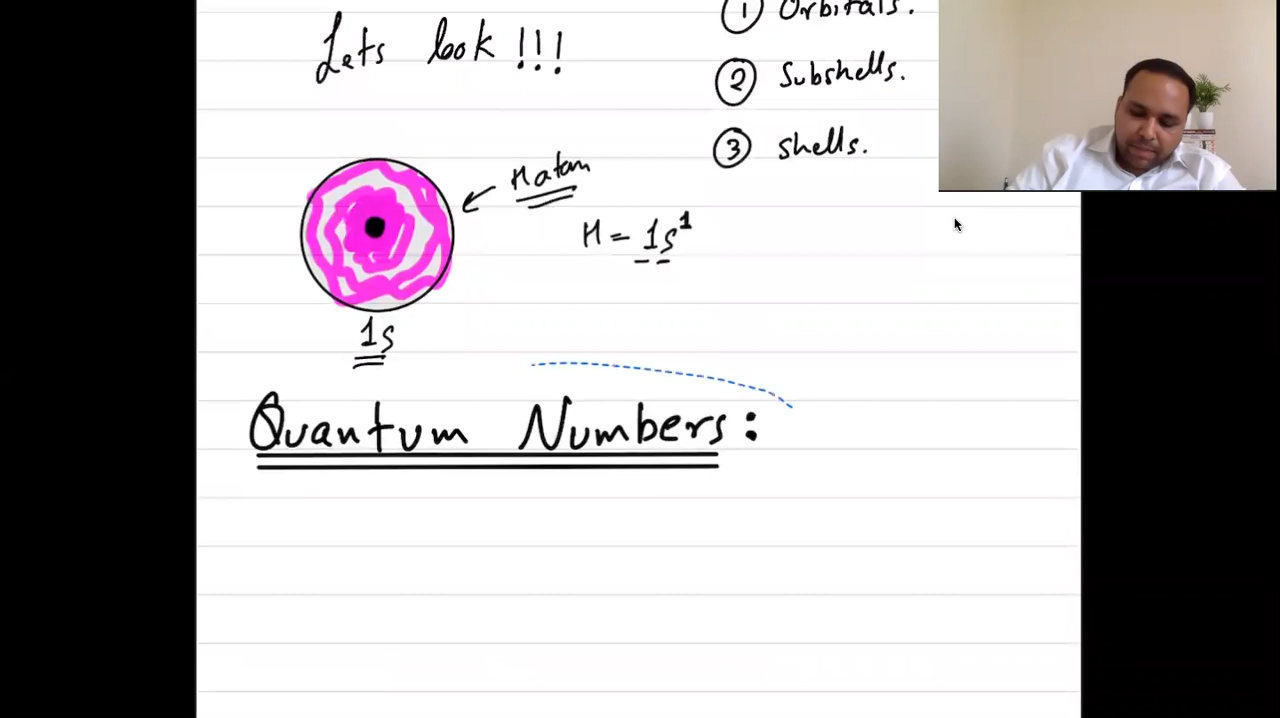 ① Orbitals.
Lets look !!!
② Subshells.
③ shells.
H atom
H = 1s¹
1s
Quantum Numbers: